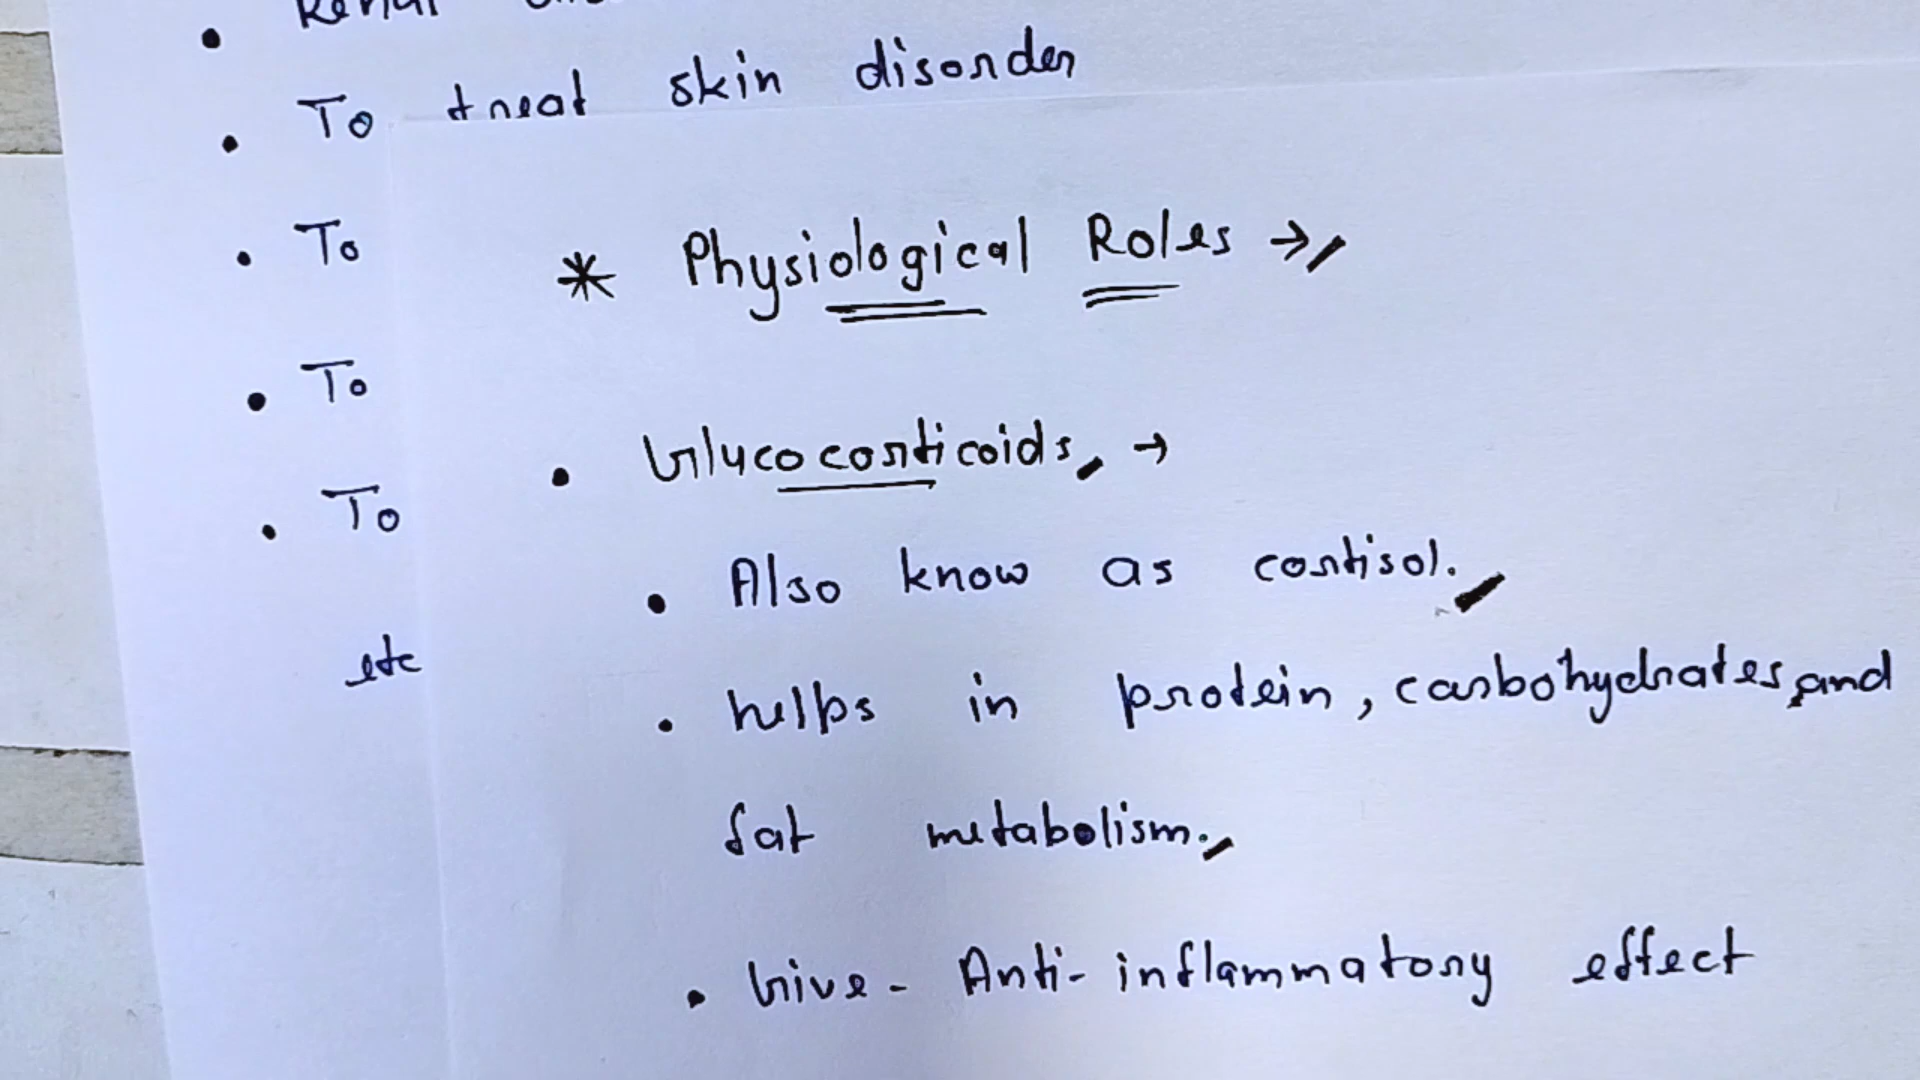 • To treat skin disorder
• To
* Physiological Roles →
• To
• Glucocorticoids →
• To
• Also know as cortisol.
etc
• helps in protein, carbohydrates, and
fat metabolism.
• Give - Anti-inflammatory effect